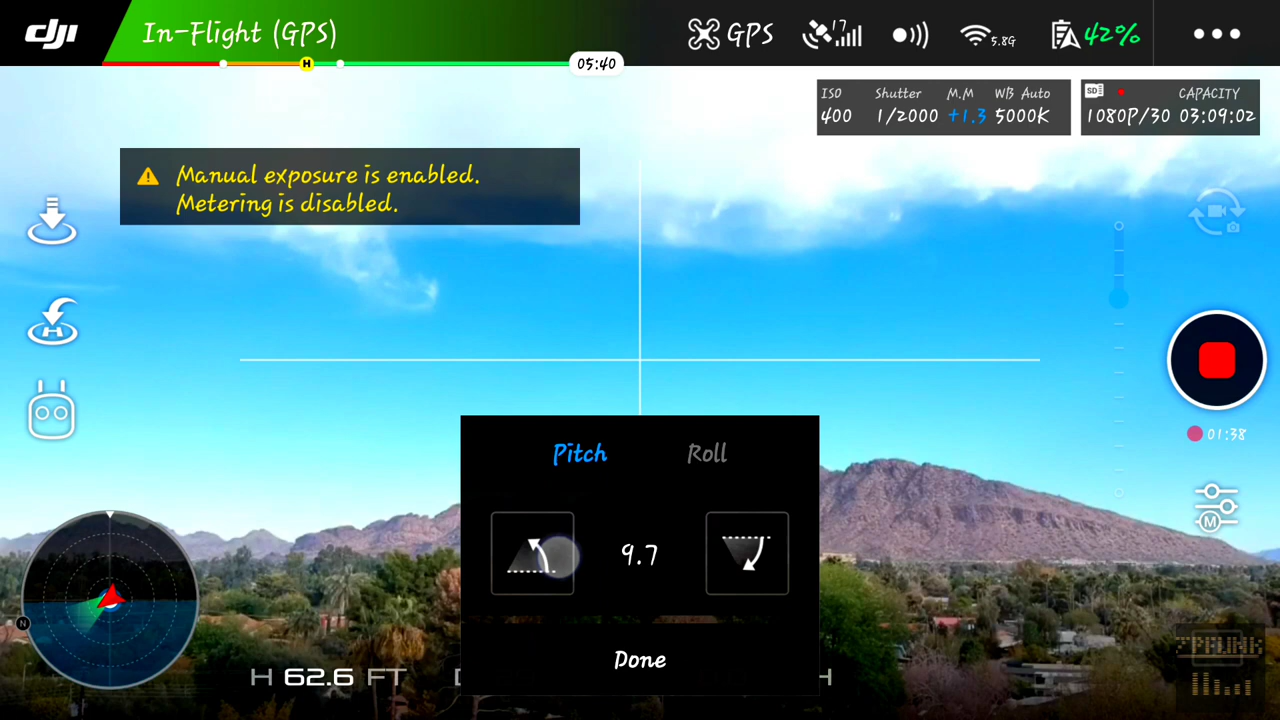 dji In-Flight (GPS)
GPS 17 5.8G 42%
H 05:40
ISO Shutter M.M WB Auto
400 1/2000 +1.3 5000K
SD CAPACITY
1080P/30 03:09:02
Manual exposure is enabled.
Metering is disabled.
H
01:38
Pitch Roll
M
9.7
N
Done
H 62.6 FT H